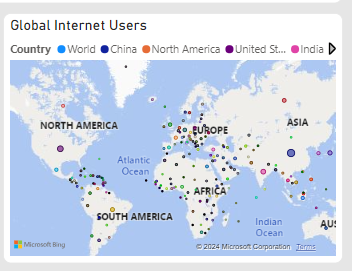 Global Internet Users
Country World China North America United St... India
NORTH AMERICA
EUROPE
ASIA
Atlantic
Ocean
AFRICA
SOUTH AMERICA
Indian
Ocean
AUS
Microsoft Bing
© 2024 Microsoft Corporation Terms